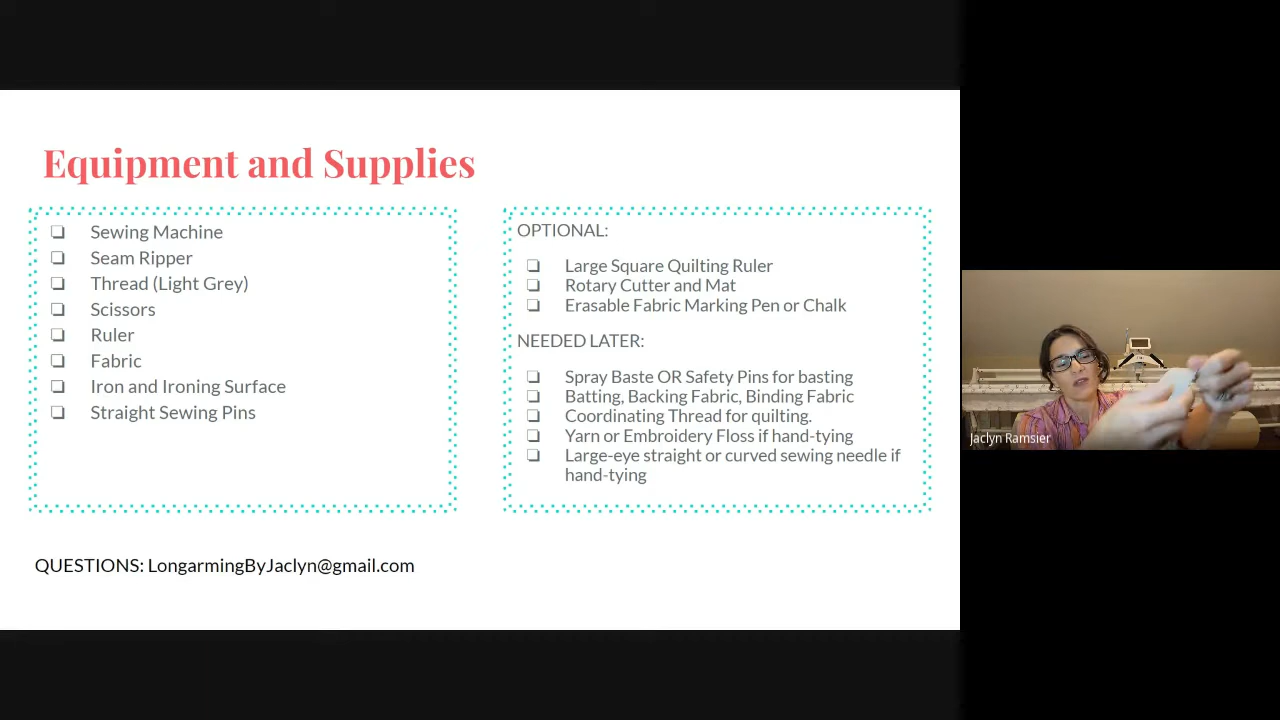 Equipment and Supplies
Sewing Machine
Seam Ripper
Thread (Light Grey)
Scissors
Ruler
Fabric
Iron and Ironing Surface
Straight Sewing Pins
OPTIONAL:
Large Square Quilting Ruler
Rotary Cutter and Mat
Erasable Fabric Marking Pen or Chalk
NEEDED LATER:
Spray Baste OR Safety Pins for basting
Batting, Backing Fabric, Binding Fabric
Coordinating Thread for quilting.
Yarn or Embroidery Floss if hand-tying
Large-eye straight or curved sewing needle if
hand-tying
QUESTIONS: LongarmingByJaclyn@gmail.com
Jaclyn Ramsier